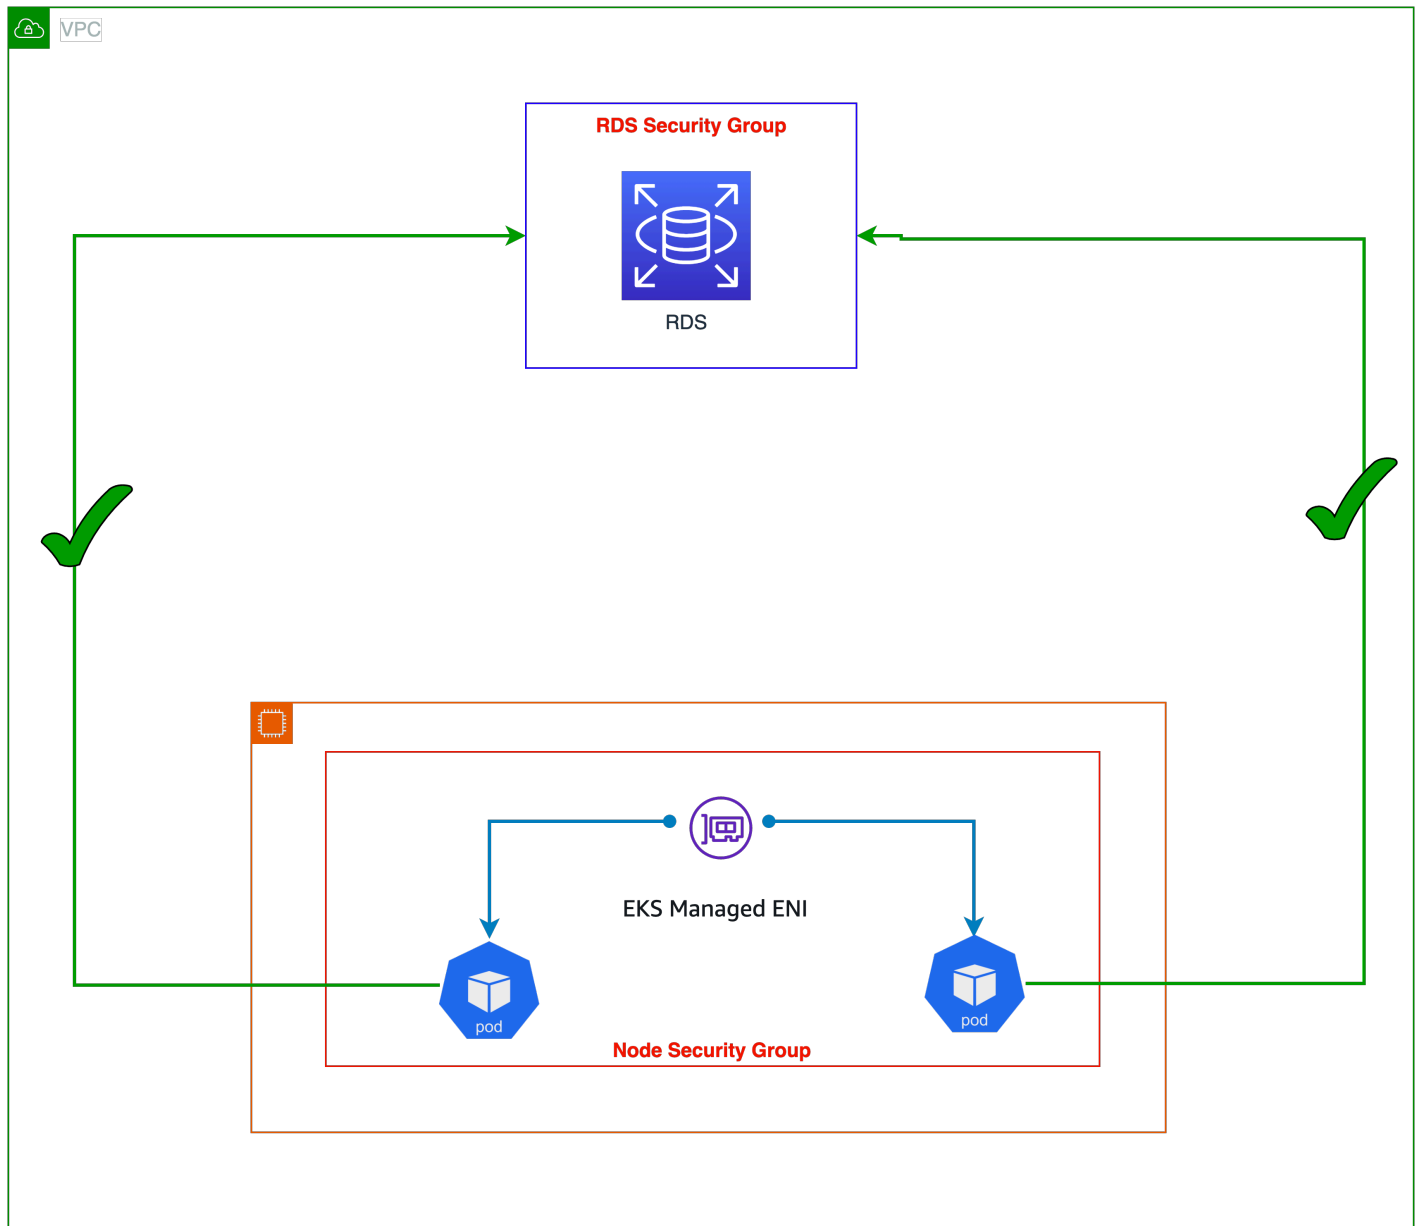 VPC
RDS Security Group
RDS
EKS Managed ENI
pod
pod
Node Security Group